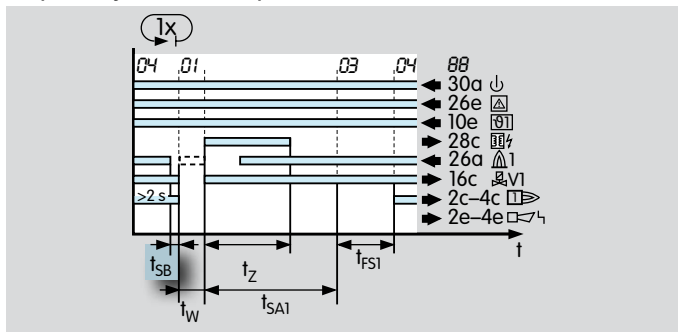 1x
04 01 03 04 88
30a
26e
10e
28c
26a 1
16c V1
>2 s 2c–4c 1
2e–4e
t
tSB tZ tFS1
tW tSA1